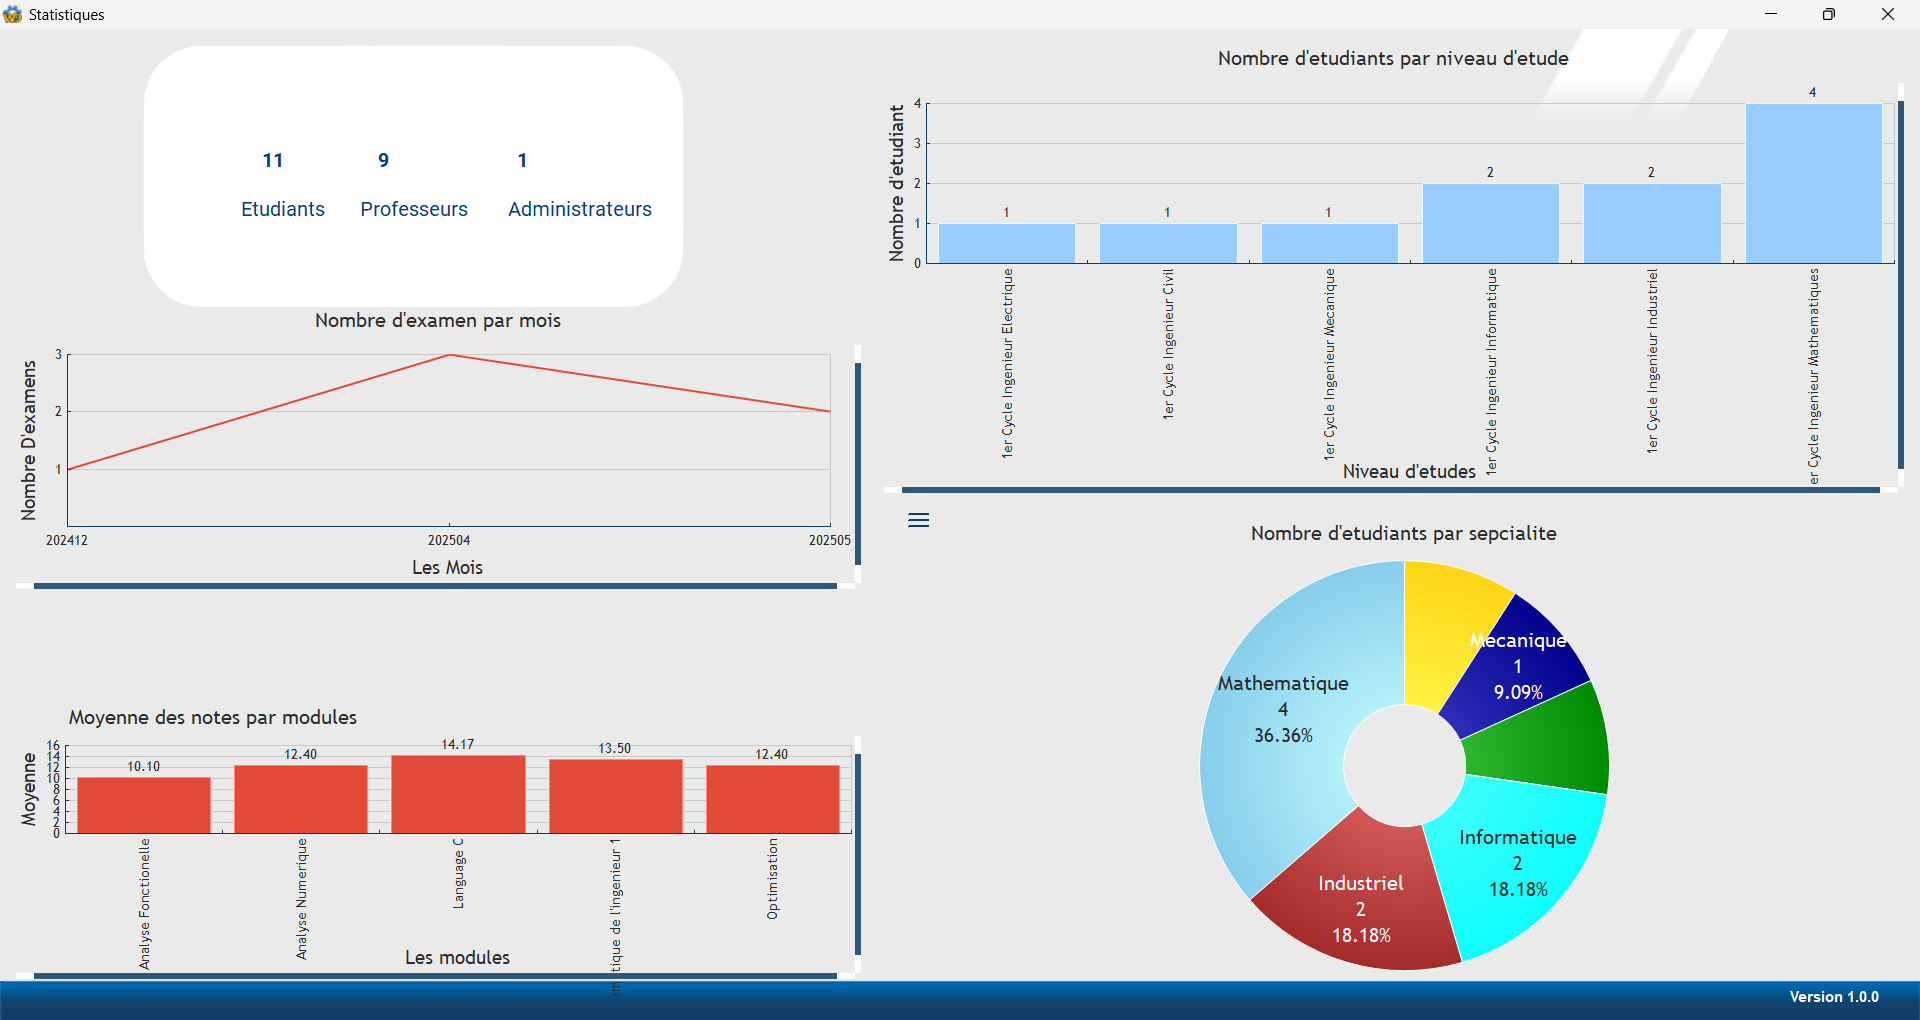 Statistiques
11
9
1
Etudiants
Professeurs
Administrateurs
Nombre d'examen par mois
Nombre D'examens
3
2
1
202412
202504
202505
Les Mois
Moyenne des notes par modules
Moyenne
16
14
12
10
8
6
4
2
0
10.10
12.40
14.17
13.50
12.40
Analyse Fonctionelle
Analyse Numerique
Language C
tique de l'ingenieur 1
Optimisation
Les modules
Nombre d'etudiants par niveau d'etude
Nombre d'etudiant
4
3
2
1
0
1
1
1
2
2
4
1er Cycle Ingenieur Electrique
1er Cycle Ingenieur Civil
1er Cycle Ingenieur Mecanique
1er Cycle Ingenieur Informatique
1er Cycle Ingenieur Industriel
er Cycle Ingenieur Mathematiques
Niveau d'etudes
Nombre d'etudiants par sepcialite
Mecanique
1
9.09%
Mathematique
4
36.36%
Informatique
2
18.18%
Industriel
2
18.18%
Version 1.0.0